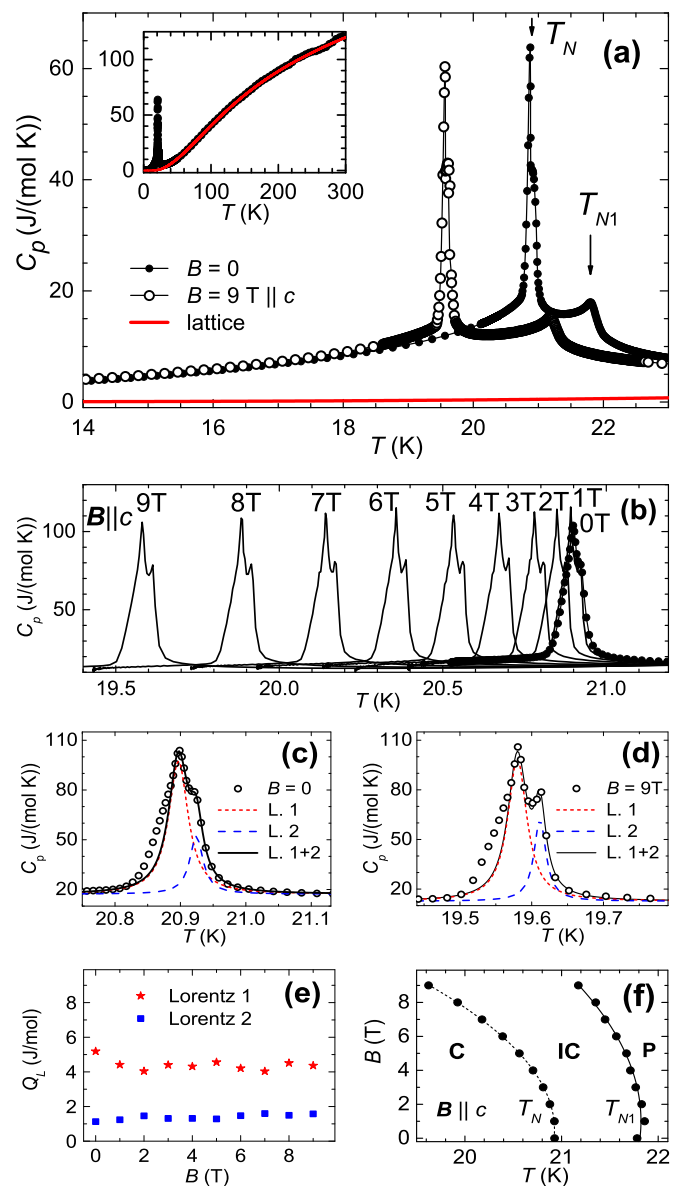 (a)
T_N
T_N1
C_p (J/(mol K))
60
40
20
0
14 16 18 20 22
T (K)
100
50
0
0 100 200 300
T (K)
B = 0
B = 9 T || c
lattice
(b)
B||c
9T 8T 7T 6T 5T 4T 3T 2T 1T
0T
C_p (J/(mol K))
100
50
19.5 20.0 20.5 21.0
T (K)
(c)
C_p (J/(mol K))
110
80
50
20
B = 0
L. 1
L. 2
L. 1+2
20.8 20.9 21.0 21.1
T (K)
(d)
C_p (J/(mol K))
110
80
50
20
B = 9T
L. 1
L. 2
L. 1+2
19.5 19.6 19.7
T (K)
(e)
Q_L (J/mol)
8
6
4
2
0
Lorentz 1
Lorentz 2
0 2 4 6 8
B (T)
(f)
B (T)
8
6
4
2
0
C IC P
B || c T_N T_N1
20 21 22
T (K)